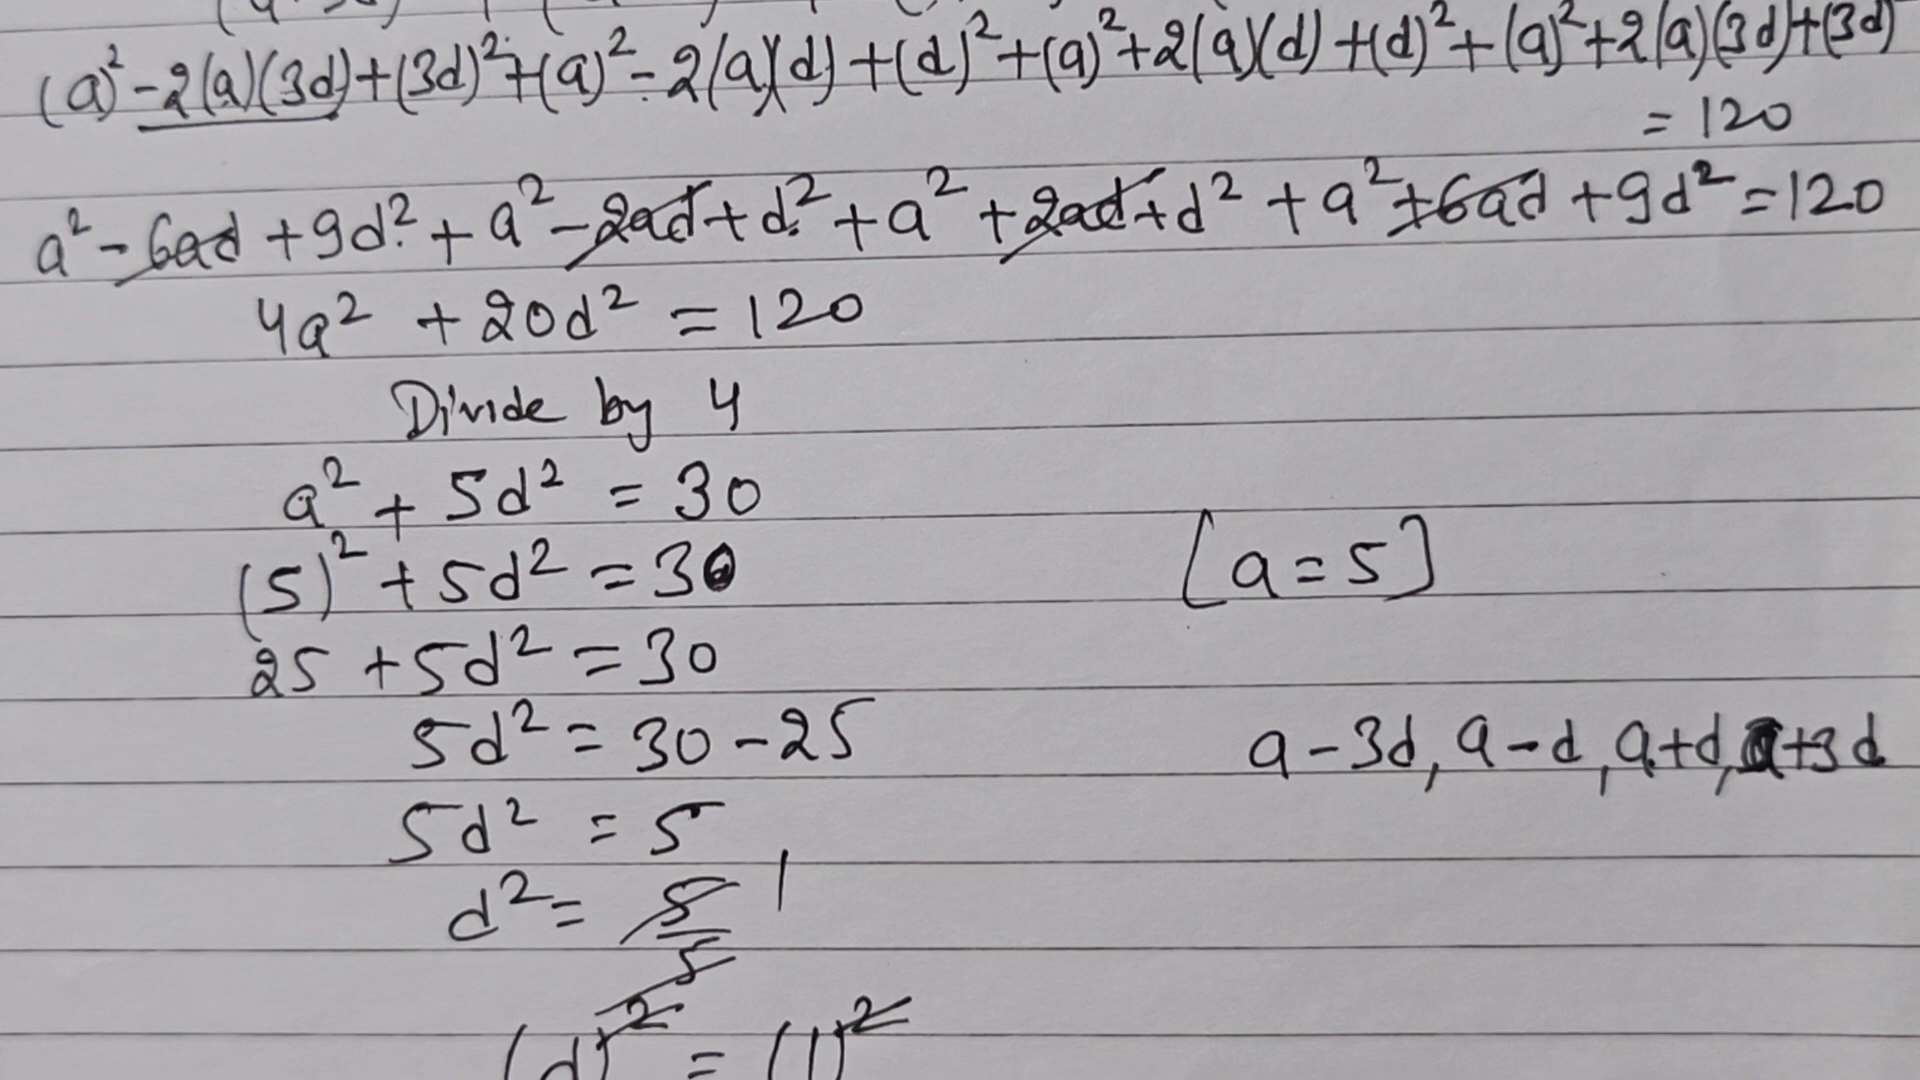 (a)² - 2(a)(3d) + (3d)² + (a)² - 2(a)(d) + (d)² + (a)² + 2(a)(d) + (d)² + (a)² + 2(a)(3d) + (3d)²
= 120
a² - 6ad + 9d² + a² - 2ad + d² + a² + 2ad + d² + a² + 6ad + 9d² = 120
4a² + 20d² = 120
Divide by 4
a² + 5d² = 30
(5)² + 5d² = 30 [a = 5]
25 + 5d² = 30
5d² = 30 - 25
a - 3d, a - d, a + d, a + 3d
5d² = 5
d² = 5/5 1
(d)² = (1)²